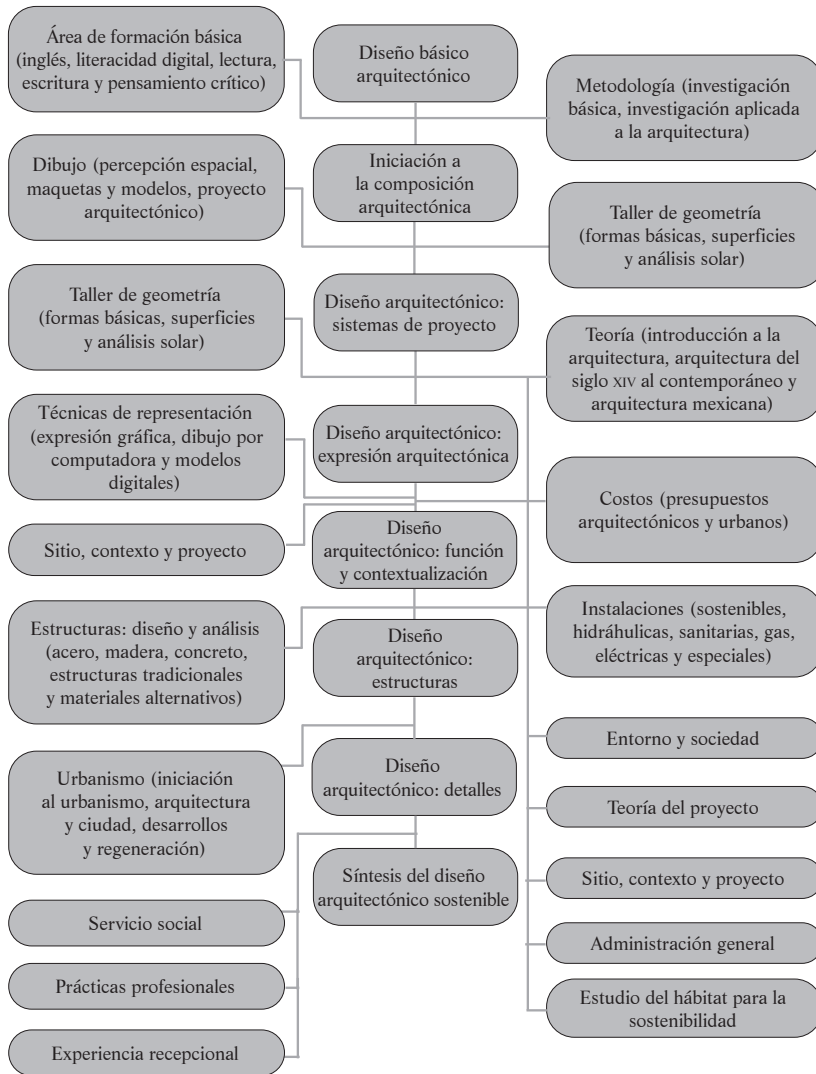 Área de formación básica
(inglés, literacidad digital, lectura,
escritura y pensamiento crítico)
Diseño básico
arquitectónico
Metodología (investigación
básica, investigación aplicada
a la arquitectura)
Dibujo (percepción espacial,
maquetas y modelos, proyecto
arquitectónico)
Iniciación a
la composición
arquitectónica
Taller de geometría
(formas básicas, superficies
y análisis solar)
Taller de geometría
(formas básicas, superficies
y análisis solar)
Diseño arquitectónico:
sistemas de proyecto
Teoría (introducción a la
arquitectura, arquitectura del
siglo XIV al contemporáneo y
arquitectura mexicana)
Técnicas de representación
(expresión gráfica, dibujo por
computadora y modelos
digitales)
Diseño arquitectónico:
expresión arquitectónica
Costos (presupuestos
arquitectónicos y urbanos)
Sitio, contexto y proyecto
Diseño
arquitectónico: función
y contextualización
Estructuras: diseño y análisis
(acero, madera, concreto,
estructuras tradicionales
y materiales alternativos)
Diseño
arquitectónico:
estructuras
Instalaciones (sostenibles,
hidráhulicas, sanitarias, gas,
eléctricas y especiales)
Entorno y sociedad
Urbanismo (iniciación
al urbanismo, arquitectura
y ciudad, desarrollos
y regeneración)
Diseño
arquitectónico: detalles
Teoría del proyecto
Síntesis del diseño
arquitectónico sostenible
Sitio, contexto y proyecto
Servicio social
Administración general
Prácticas profesionales
Estudio del hábitat para la
sostenibilidad
Experiencia recepcional